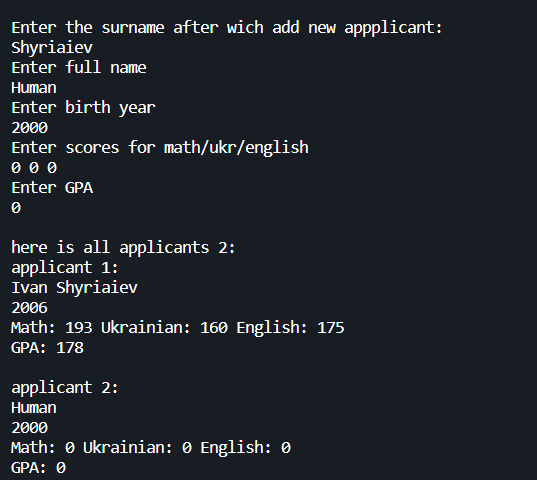 Enter the surname after wich add new appplicant:
Shyriaiev
Enter full name
Human
Enter birth year
2000
Enter scores for math/ukr/english
0 0 0
Enter GPA
0
here is all applicants 2:
applicant 1:
Ivan Shyriaiev
2006
Math: 193 Ukrainian: 160 English: 175
GPA: 178
applicant 2:
Human
2000
Math: 0 Ukrainian: 0 English: 0
GPA: 0